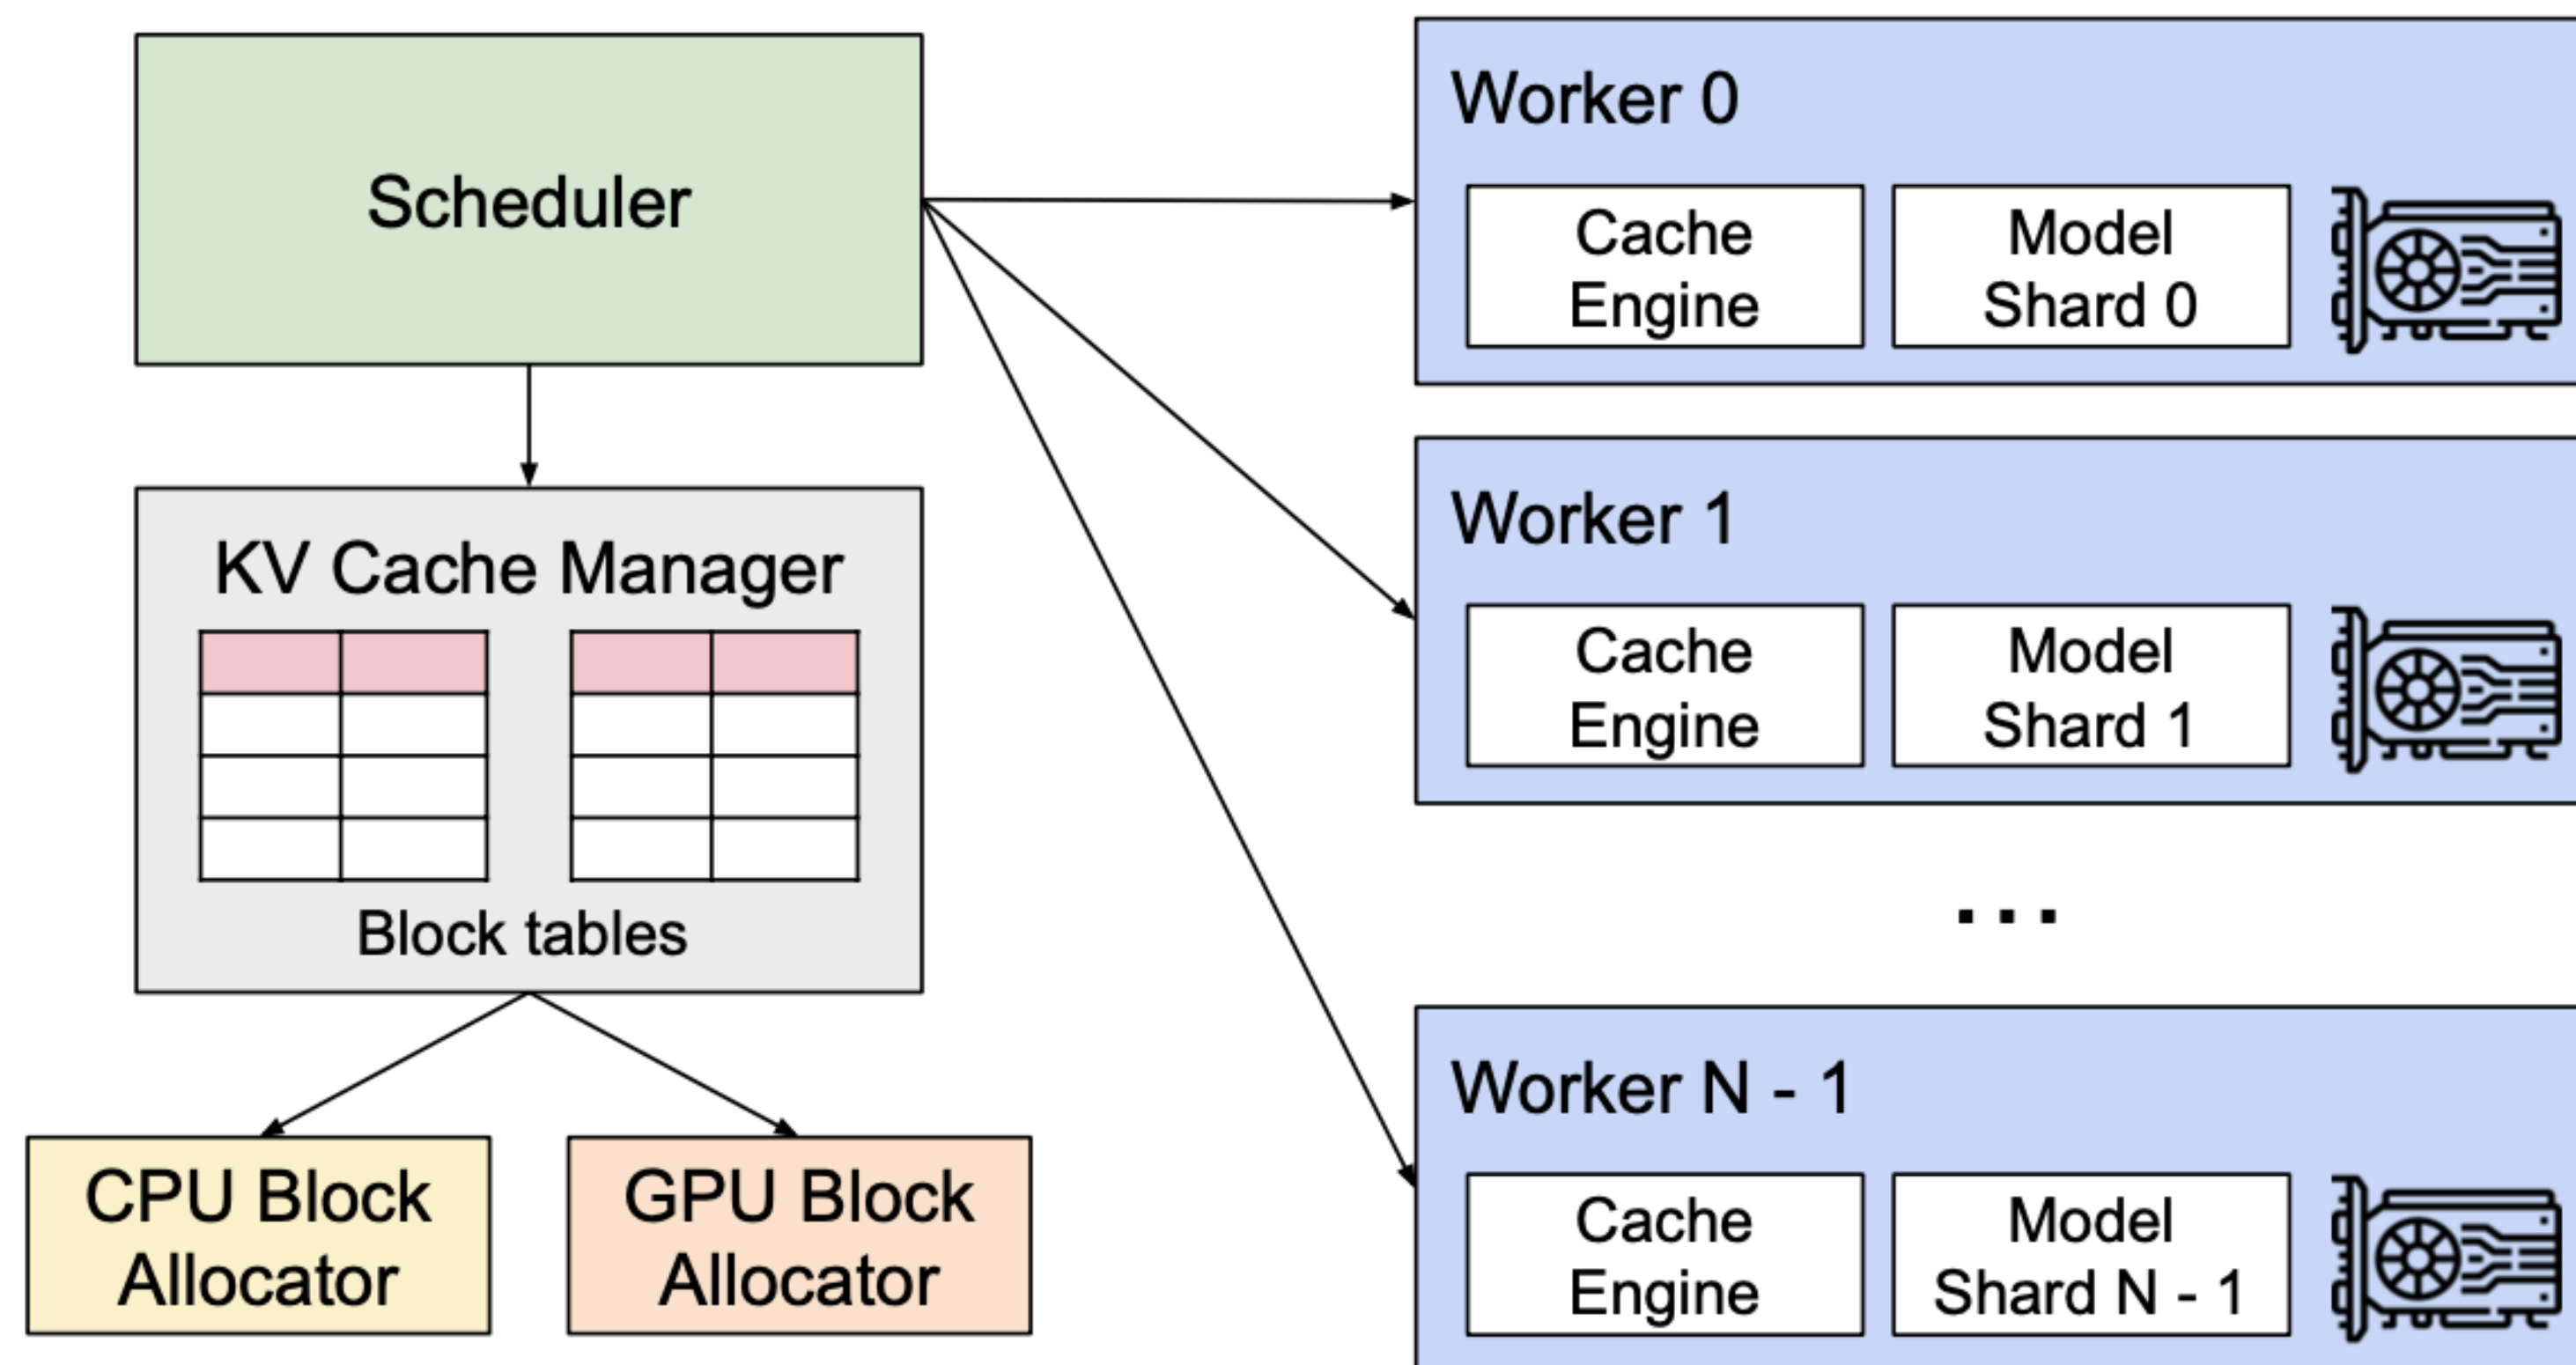 Scheduler
KV Cache Manager
Block tables
CPU Block
Allocator
GPU Block
Allocator
Worker 0
Cache
Engine
Model
Shard 0
Worker 1
Cache
Engine
Model
Shard 1
...
Worker N - 1
Cache
Engine
Model
Shard N - 1